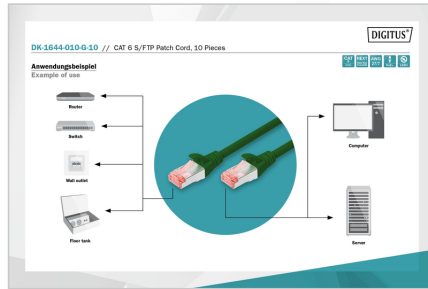 DIGITUS®
DK-1644-010-G-10 // CAT 6 S/FTP Patch Cord, 10 Pieces
Anwendungsbeispiel
Example of use
Router
Switch
Wall outlet
Floor tank
Computer
Server